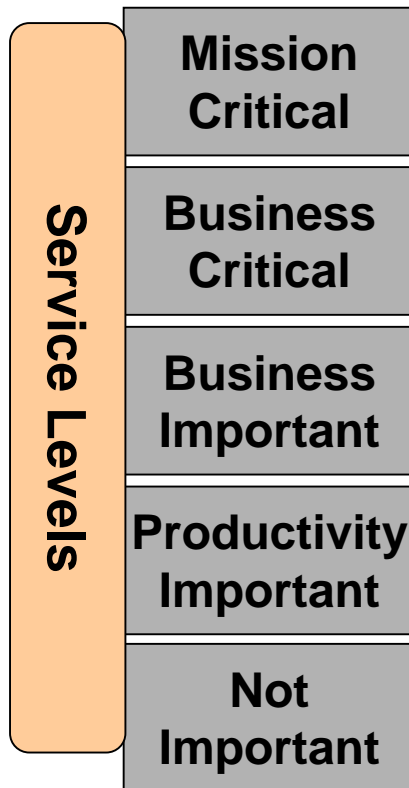 Service Levels
Mission
Critical
Business
Critical
Business
Important
Productivity
Important
Not
Important